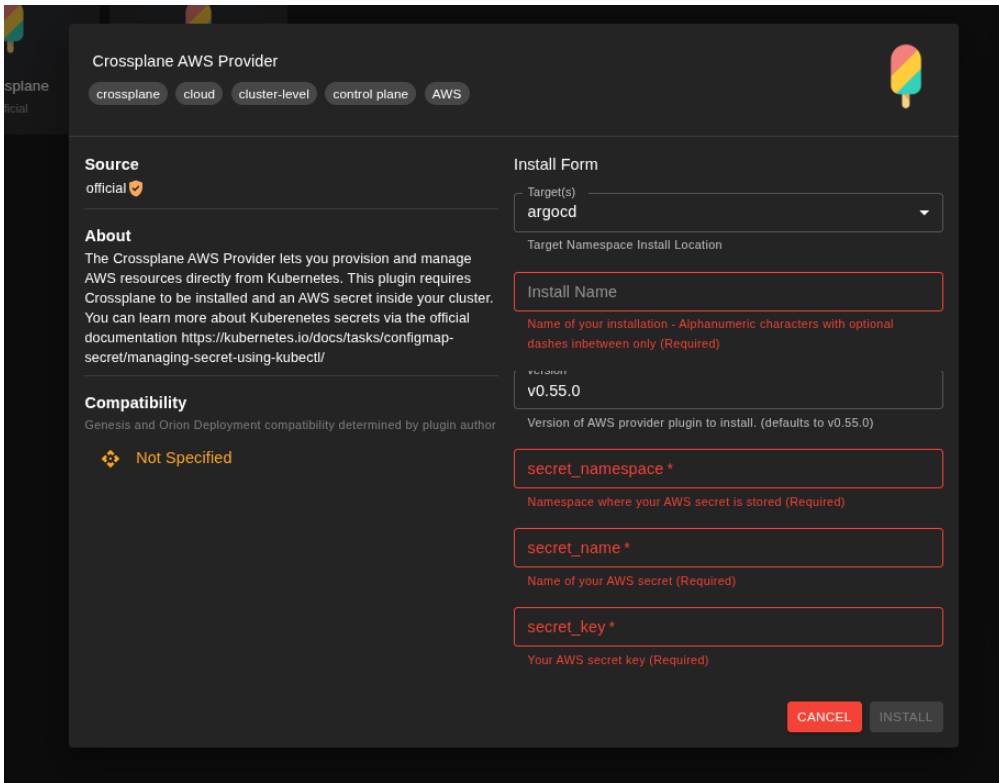 splane
ficial
Crossplane AWS Provider
crossplane
cloud
cluster-level
control plane
AWS
Source
official
About
The Crossplane AWS Provider lets you provision and manage
AWS resources directly from Kubernetes. This plugin requires
Crossplane to be installed and an AWS secret inside your cluster.
You can learn more about Kuberenetes secrets via the official
documentation https://kubernetes.io/docs/tasks/configmap-
secret/managing-secret-using-kubectl/
Compatibility
Genesis and Orion Deployment compatibility determined by plugin author
Not Specified
Install Form
Target(s)
argocd
Target Namespace Install Location
Install Name
Name of your installation - Alphanumeric characters with optional
dashes inbetween only (Required)
version
v0.55.0
Version of AWS provider plugin to install. (defaults to v0.55.0)
secret_namespace *
Namespace where your AWS secret is stored (Required)
secret_name *
Name of your AWS secret (Required)
secret_key *
Your AWS secret key (Required)
CANCEL
INSTALL